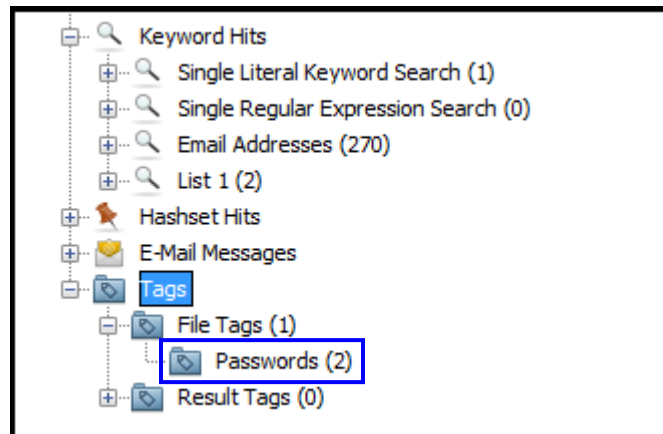 Keyword Hits
Single Literal Keyword Search (1)
Single Regular Expression Search (0)
Email Addresses (270)
List 1 (2)
Hashset Hits
E-Mail Messages
Tags
File Tags (1)
Passwords (2)
Result Tags (0)